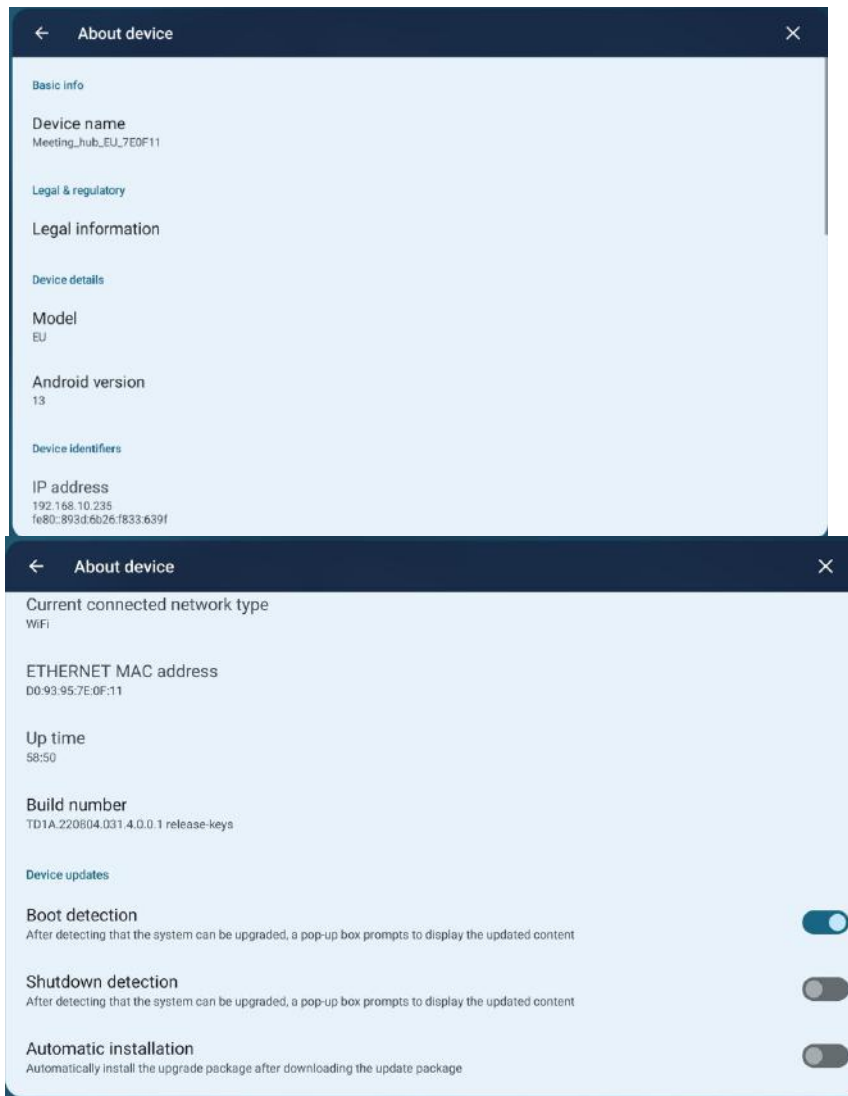 About device
Basic info
Device name
Meeting_hub_EU_7E0F11
Legal & regulatory
Legal information
Device details
Model
EU
Android version
13
Device identifiers
IP address
192.168.10.235
fe80::893d:6b26:f833:639f
About device
Current connected network type
WiFi
ETHERNET MAC address
D0:93:95:7E:0F:11
Up time
58:50
Build number
TD1A.220804.031.4.0.0.1 release-keys
Device updates
Boot detection
After detecting that the system can be upgraded, a pop-up box prompts to display the updated content
Shutdown detection
After detecting that the system can be upgraded, a pop-up box prompts to display the updated content
Automatic installation
Automatically install the upgrade package after downloading the update package